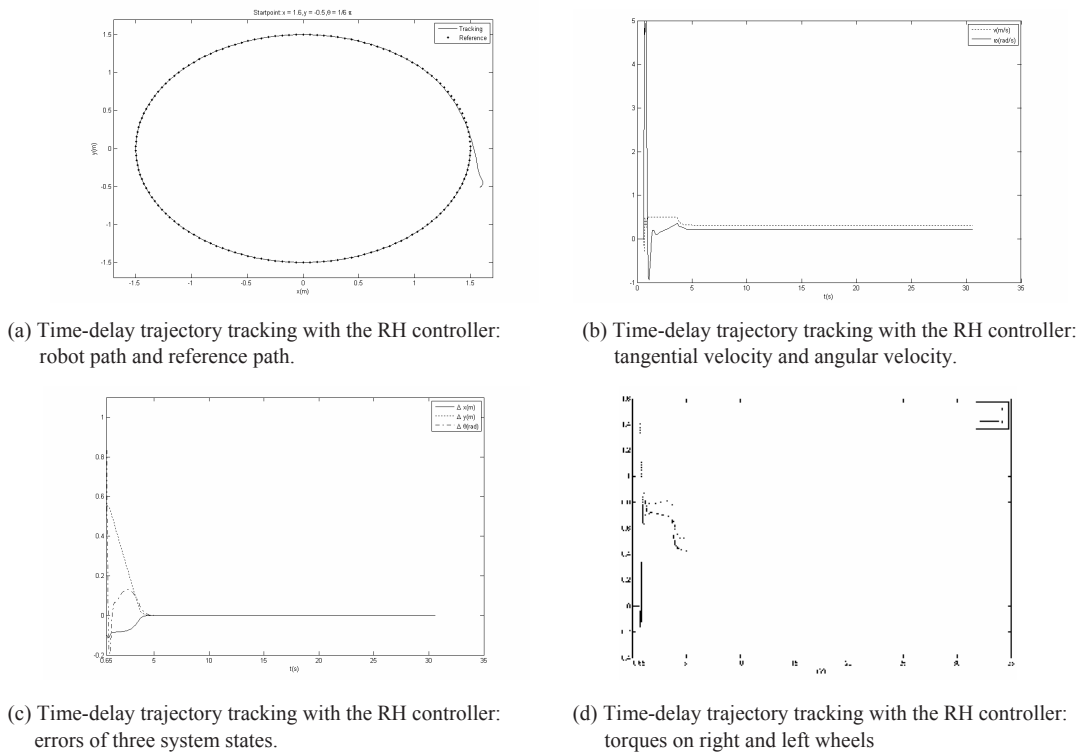 Startpoint: x = 1.6, y = -0.5, θ = 1/6 π
Tracking
Reference
1.5
1
0.5
0
-0.5
-1
-1.5
y(m)
-1.5 -1 -0.5 0 0.5 1 1.5
x(m)
v(m/s)
w(rad/s)
5
4
3
2
1
0
-1
0 5 10 15 20 25 30 35
t(s)
(a) Time-delay trajectory tracking with the RH controller:
robot path and reference path.
(b) Time-delay trajectory tracking with the RH controller:
tangential velocity and angular velocity.
Δ x(m)
Δ y(m)
Δ θ(rad)
1
0.8
0.6
0.4
0.2
0
-0.2
0.65 5 10 15 20 25 30 35
t(s)
(c) Time-delay trajectory tracking with the RH controller:
errors of three system states.
(d) Time-delay trajectory tracking with the RH controller:
torques on right and left wheels